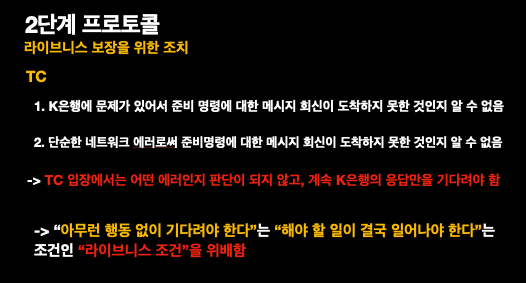 2단계 프로토콜
라이브니스 보장을 위한 조치
TC
1. K은행에 문제가 있어서 준비 명령에 대한 메시지 회신이 도착하지 못한 것인지 알 수 없음
2. 단순한 네트워크 에러로써 준비명령에 대한 메시지 회신이 도착하지 못한 것인지 알 수 없음
-> TC 입장에서는 어떤 에러인지 판단이 되지 않고, 계속 K은행의 응답만을 기다려야 함
-> “아무런 행동 없이 기다려야 한다”는 “해야 할 일이 결국 일어나야 한다”는
조건인 “라이브니스 조건”을 위배함